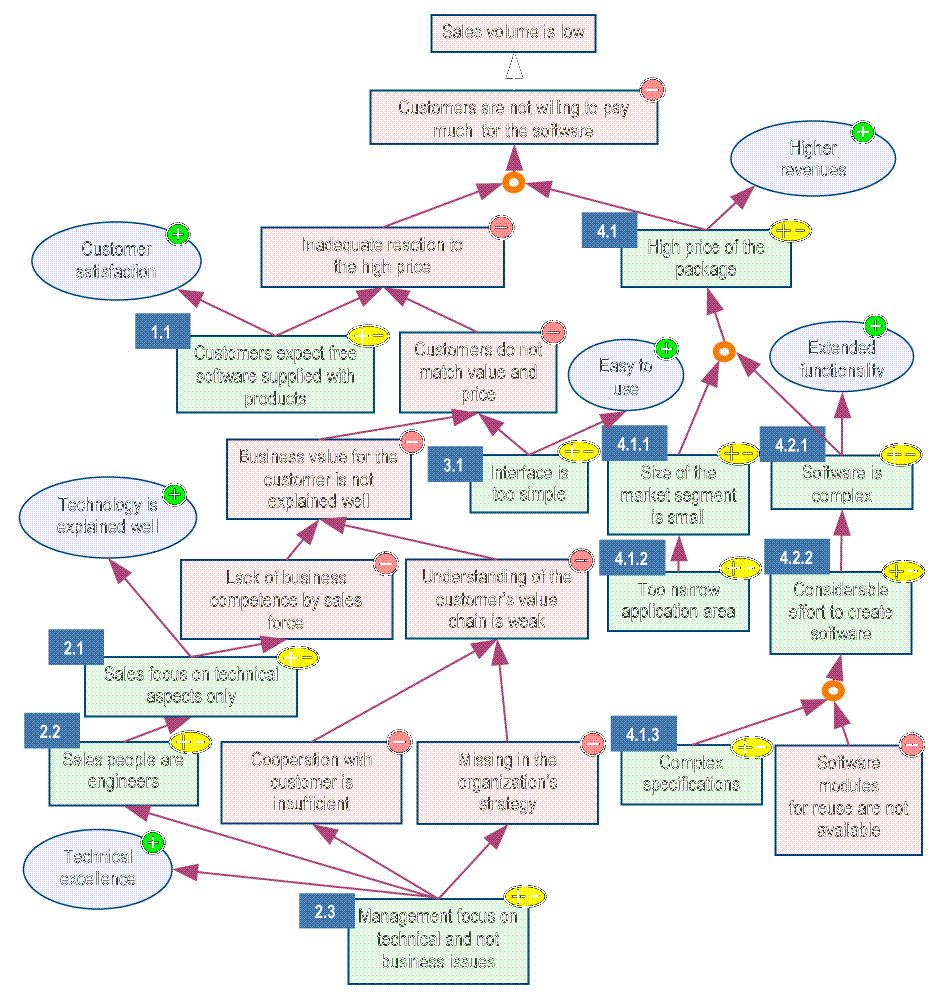 Sales volume is low
Customers are not willing to pay
much for the software
Higher
revenues
4.1
High price of the
package
Inadequate reaction to
the high price
Customer
satisfaction
1.1
Customers expect free
software supplied with
products
Customers do not
match value and
price
Easy to
use
Extended
functionality
Business value for the
customer is not
explained well
3.1
Interface is
too simple
4.1.1
Size of the
market segment
is small
4.2.1
Software is
complex
Technology is
explained well
Lack of business
competence by sales
force
Understanding of the
customer's value
chain is weak
4.1.2
Too narrow
application area
4.2.2
Considerable
effort to create
software
2.1
Sales focus on technical
aspects only
2.2
Sales people are
engineers
Cooperation with
customer is
insufficient
Missing in the
organization's
strategy
4.1.3
Complex
specifications
Software
modules
for reuse are not
available
Technical
excellence
2.3
Management focus on
technical and not
business issues